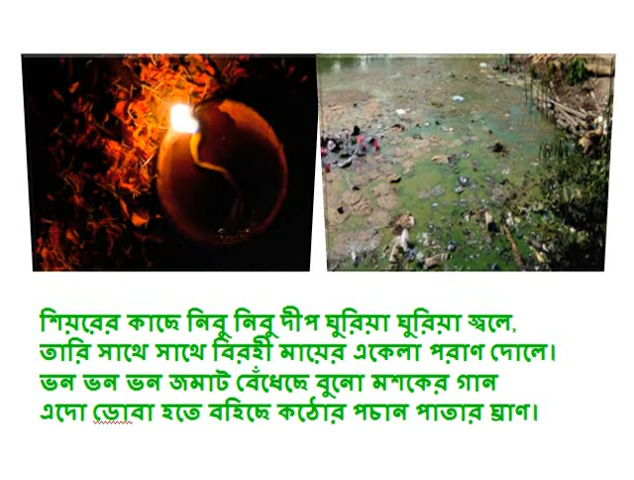 শিয়রের কাছে নিবু নিবু দীপ ঘুরিয়া ঘুরিয়া জ্বলে,
তারি সাথে সাথে বিরহী মায়ের একেলা পরাণ দোলে।
ভন ভন ভন জমাট বেঁধেছে বুনো মশকের গান
এদো ডোবা হতে বহিছে কঠোর পচান পাতার ঘ্রাণ।